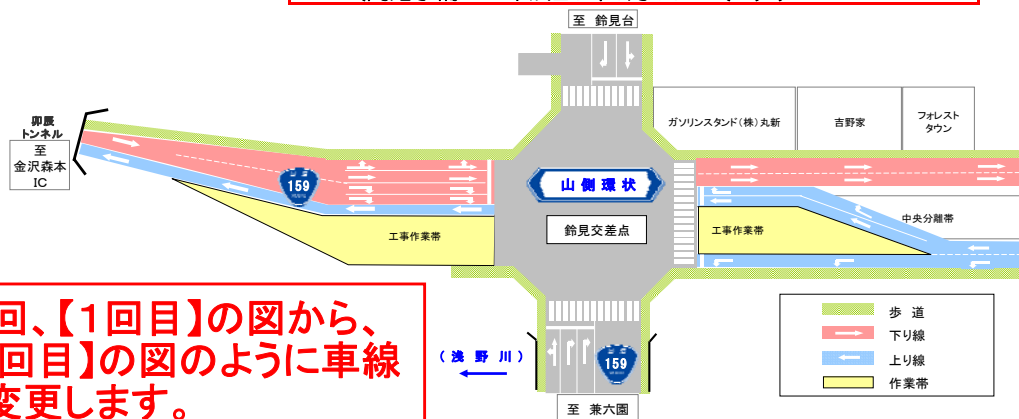 至 鈴見台
卯辰
トンネル
至
金沢森本
IC
ガソリンスタンド(株)丸新
吉野家
フォレスト
タウン
159
山側環状
鈴見交差点
工事作業帯
工事作業帯
中央分離帯
回、【1回目】の図から、
回目】の図のように車線
変更します。
(浅野川)
159
至 兼六園
歩道
下り線
上り線
作業帯